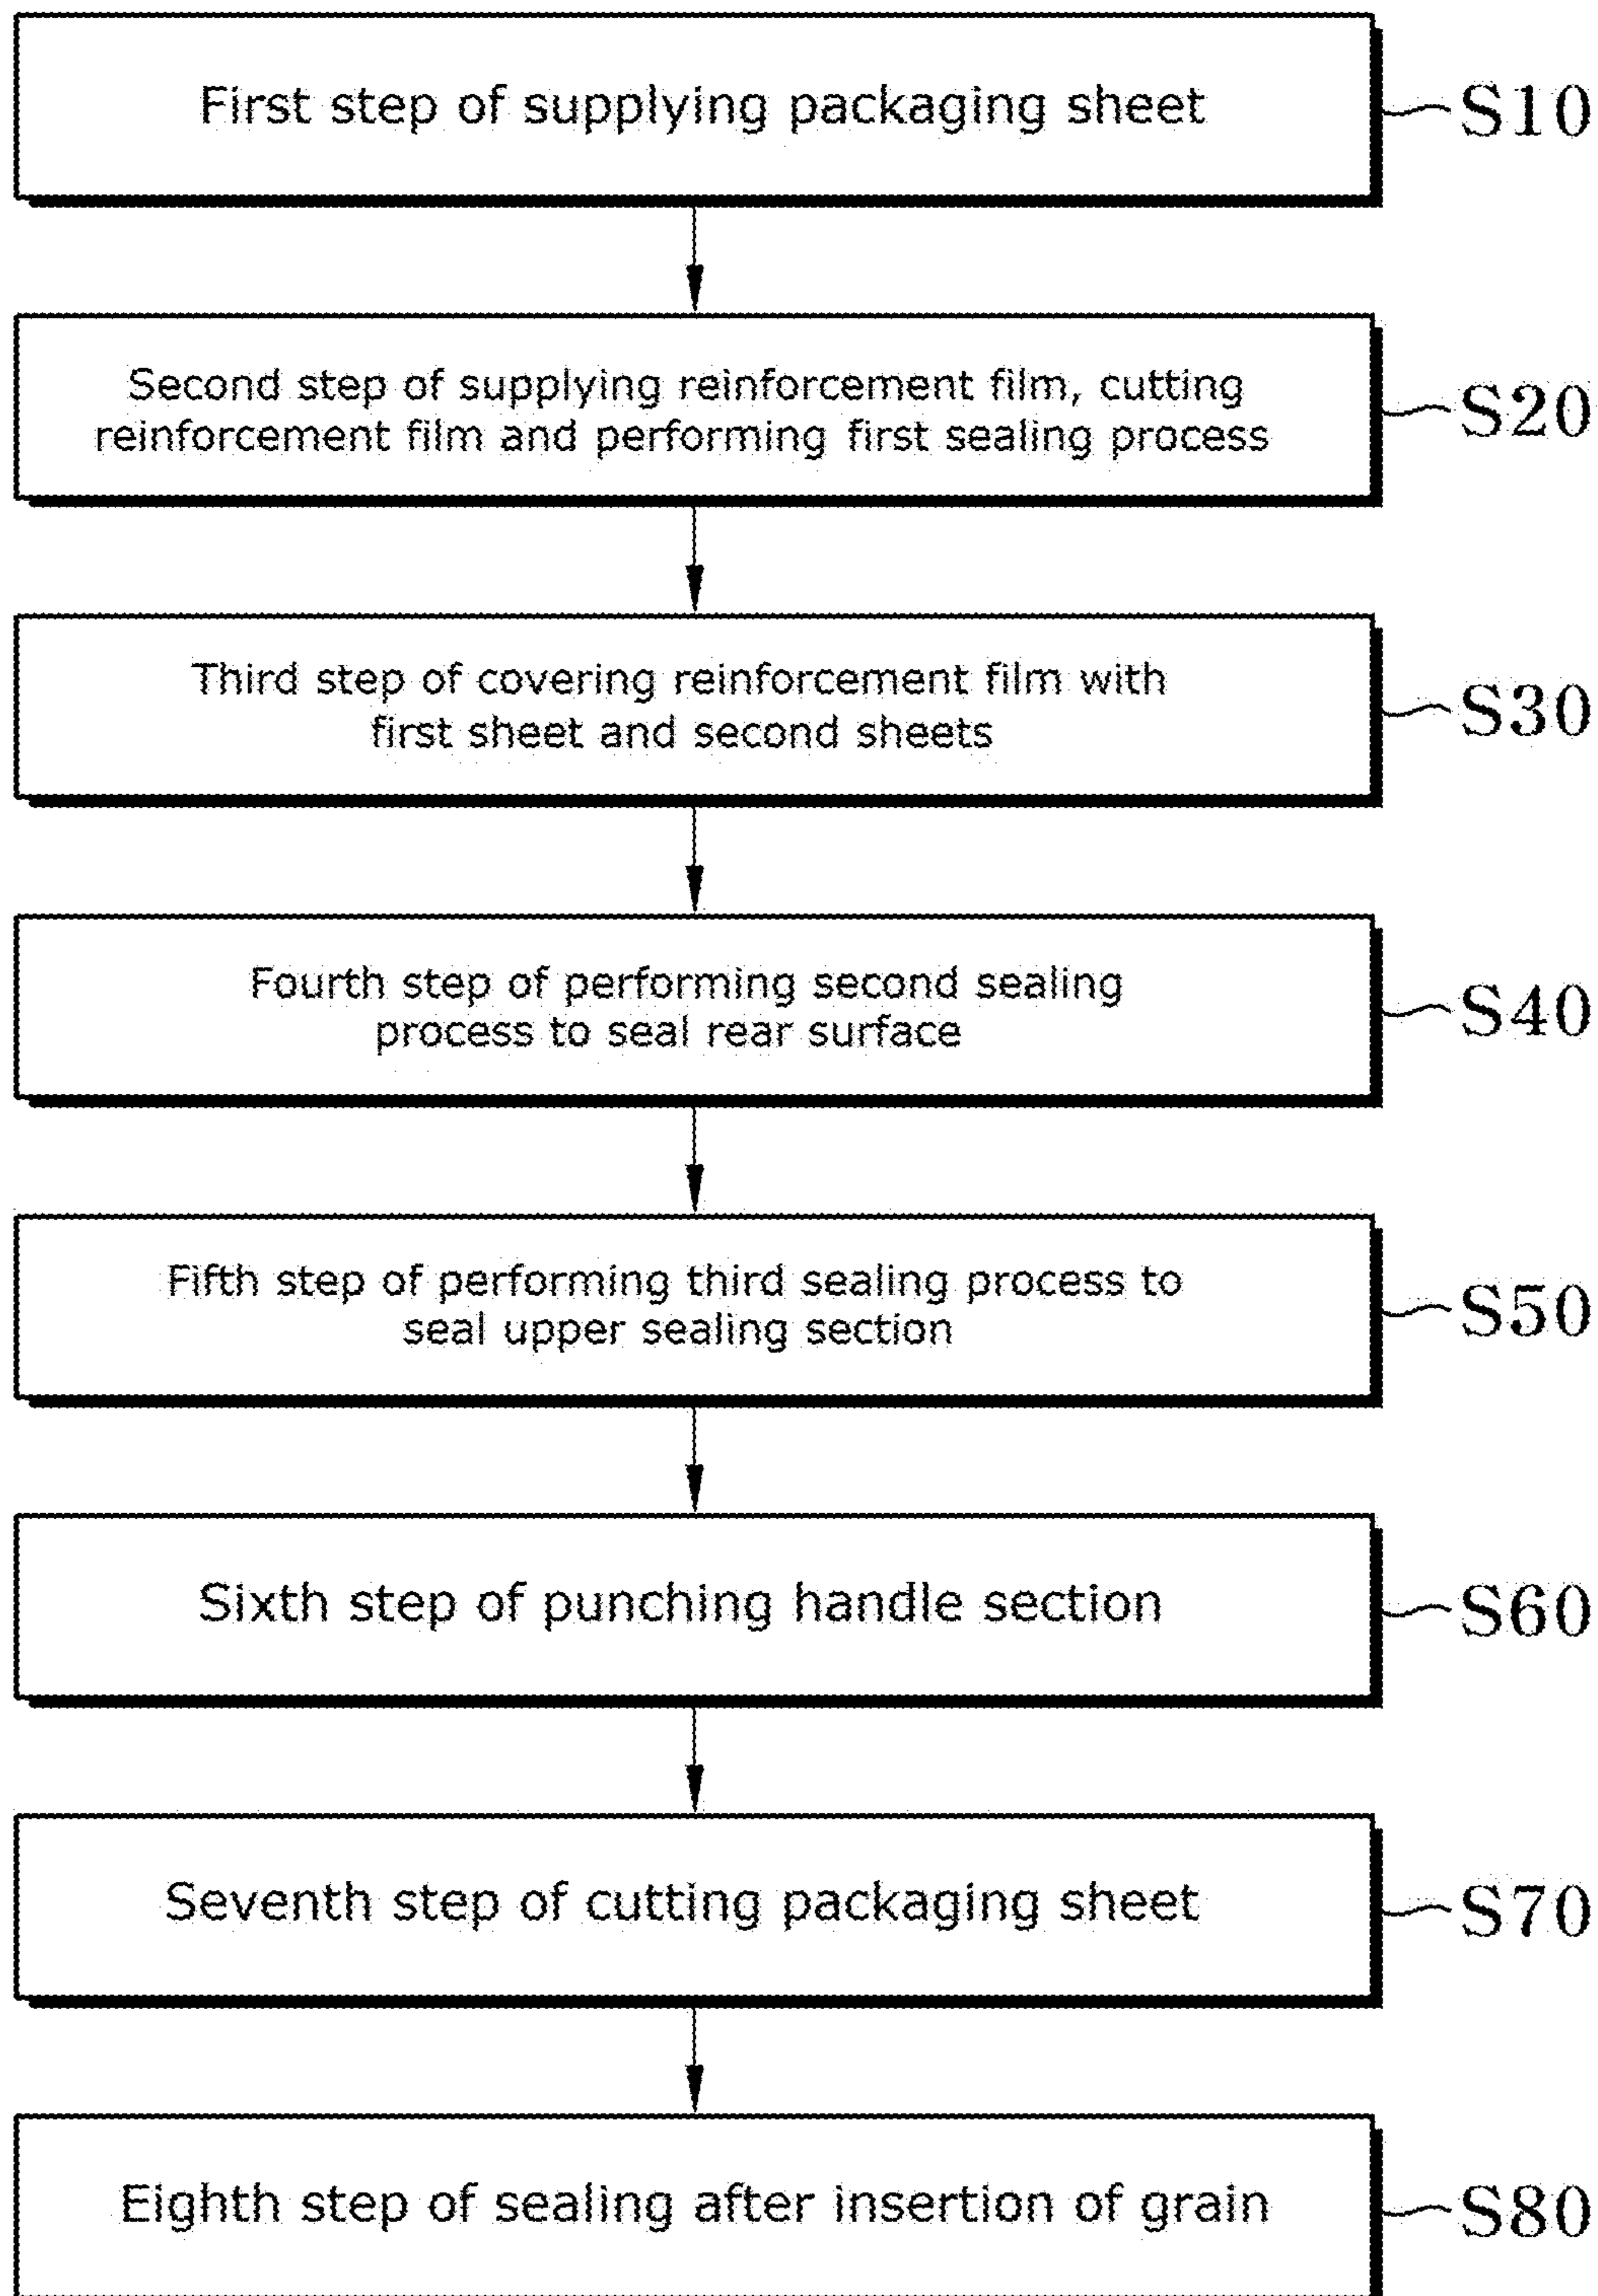 First step of supplying packaging sheet
S10
Second step of supplying reinforcement film, cutting
reinforcement film and performing first sealing process
S20
Third step of covering reinforcement film with
first sheet and second sheets
S30
Fourth step of performing second sealing
process to seal rear surface
S40
Fifth step of performing third sealing process to
seal upper sealing section
S50
Sixth step of punching handle section
S60
Seventh step of cutting packaging sheet
S70
Eighth step of sealing after insertion of grain
S80